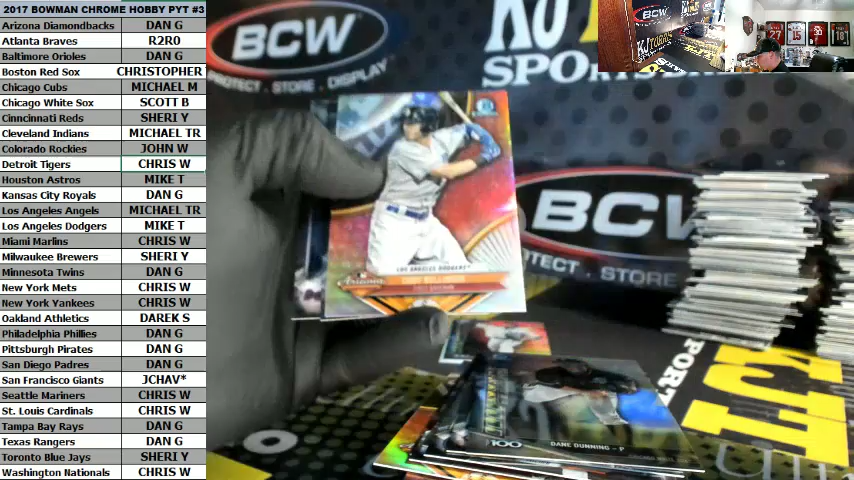 2017 BOWMAN CHROME HOBBY PYT #3
Arizona Diamondbacks DAN G
Atlanta Braves R2R0
Baltimore Orioles DAN G
Boston Red Sox CHRISTOPHER
Chicago Cubs MICHAEL M
Chicago White Sox SCOTT B
Cinncinati Reds SHERI Y
Cleveland Indians MICHAEL TR
Colorado Rockies JOHN W
Detroit Tigers CHRIS W
Houston Astros MIKE T
Kansas City Royals DAN G
Los Angeles Angels MICHAEL TR
Los Angeles Dodgers MIKE T
Miami Marlins CHRIS W
Milwaukee Brewers SHERI Y
Minnesota Twins DAN G
New York Mets CHRIS W
New York Yankees CHRIS W
Oakland Athletics DAREK S
Philadelphia Phillies DAN G
Pittsburgh Pirates DAN G
San Diego Padres DAN G
San Francisco Giants JCHAV*
Seattle Mariners CHRIS W
St. Louis Cardinals CHRIS W
Tampa Bay Rays DAN G
Texas Rangers DAN G
Toronto Blue Jays SHERI Y
Washington Nationals CHRIS W
BCW
PROTECT . STORE . DISPLAY
SPORTS
BCW
TECT . STORE
LOS ANGELES DODGERS
100
DANE DUNNING - P